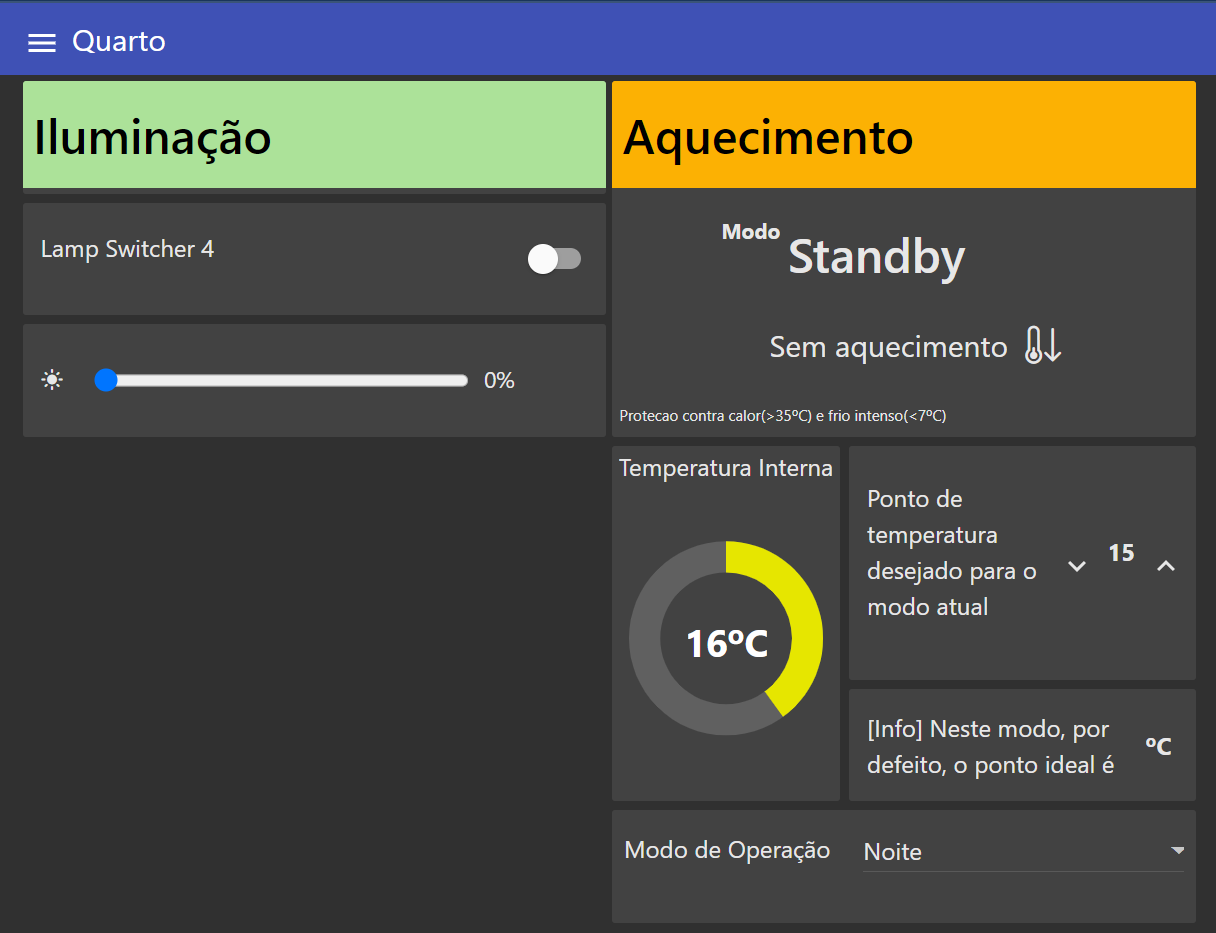 Quarto
Iluminação
Lamp Switcher 4
0%
Aquecimento
Modo Standby
Sem aquecimento
Protecao contra calor(>35ºC) e frio intenso(<7ºC)
Temperatura Interna
16ºC
Ponto de
temperatura
desejado para o
modo atual
15
[Info] Neste modo, por
defeito, o ponto ideal é
ºC
Modo de Operação
Noite